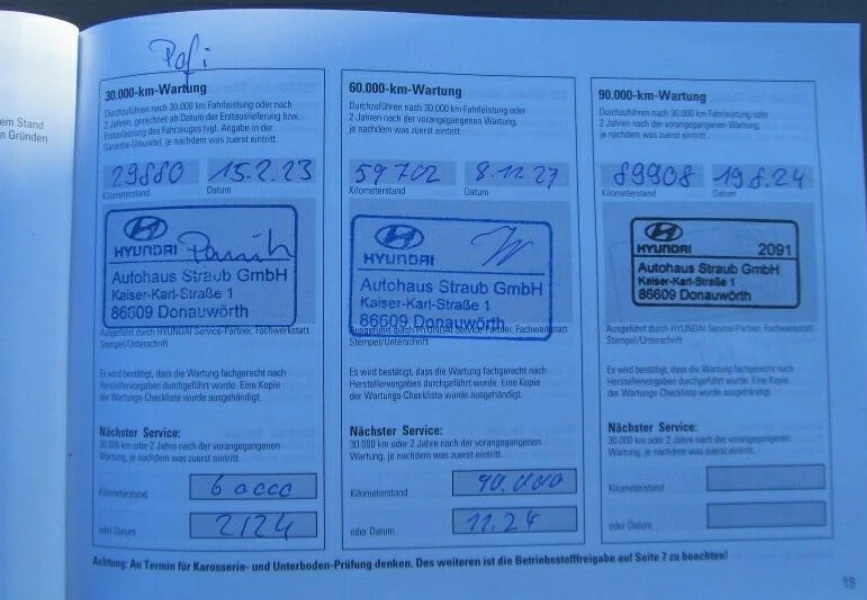 em Stand
n Gründen
30.000-km-Wartung
Durchzuführen nach 30.000 km Fahrleistung oder nach
2 Jahren, gerechnet ab Datum der Erstauslieferung bzw.
Erstzulassung des Fahrzeuges (vgl. Angabe in der
Garantie-Urkunde), je nachdem was zuerst eintritt.
29880 15.2.23
Kilometerstand Datum
HYUNDAI
Autohaus Straub GmbH
Kaiser-Karl-Straße 1
86609 Donauwörth
Ausgeführt durch HYUNDAI Service-Partner, Fachwerkstatt
Stempel/Unterschrift
Es wird bestätigt, dass die Wartung fachgerecht nach
Herstellervorgaben durchgeführt wurde. Eine Kopie
der Wartungs-Checkliste wurde ausgehändigt.
Nächster Service:
30.000 km oder 2 Jahre nach der vorangegangenen
Wartung, je nachdem was zuerst eintritt.
Kilometerstand 60000
oder Datum 2/24
60.000-km-Wartung
Durchzuführen nach 30.000 km Fahrleistung oder
2 Jahren nach der vorangegangenen Wartung,
je nachdem was zuerst eintritt.
59702
Kilometerstand Datum
HYUNDAI
Autohaus Straub GmbH
Kaiser-Karl-Straße 1
86609 Donauwörth
Ausgeführt durch HYUNDAI Service-Partner, Fachwerkstatt
Stempel/Unterschrift
Es wird bestätigt, dass die Wartung fachgerecht nach
Herstellervorgaben durchgeführt wurde. Eine Kopie
der Wartungs-Checkliste wurde ausgehändigt.
Nächster Service:
30.000 km oder 2 Jahre nach der vorangegangenen
Wartung, je nachdem was zuerst eintritt.
Kilometerstand 90.000
oder Datum 11.24
90.000-km-Wartung
Durchzuführen nach 30.000 km Fahrleistung oder
2 Jahren nach der vorangegangenen Wartung,
je nachdem was zuerst eintritt.
89908 19.8.24
Kilometerstand Datum
HYUNDAI 2091
Autohaus Straub GmbH
Kaiser-Karl-Straße 1
86609 Donauwörth
Ausgeführt durch HYUNDAI Service-Partner, Fachwerkstatt
Stempel/Unterschrift
Es wird bestätigt, dass die Wartung fachgerecht nach
Herstellervorgaben durchgeführt wurde. Eine Kopie
der Wartungs-Checkliste wurde ausgehändigt.
Nächster Service:
30.000 km oder 2 Jahre nach der vorangegangenen
Wartung, je nachdem was zuerst eintritt.
Kilometerstand
oder Datum
Achtung: An Termin für Karosserie- und Unterboden-Prüfung denken. Des weiteren ist die Betriebsstofffreigabe auf Seite 7 zu beachten!
19